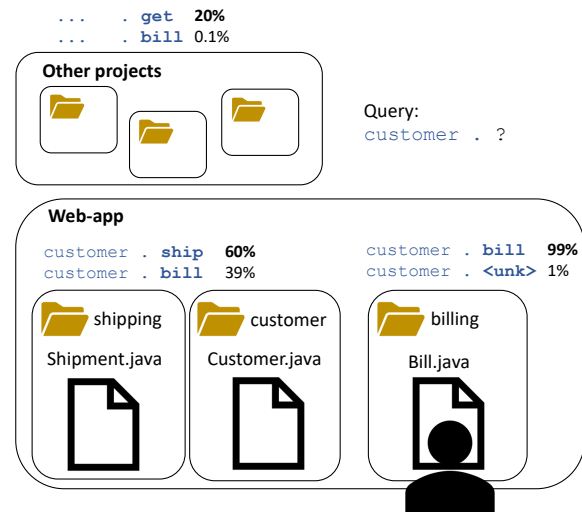 ... . get 20%
... . bill 0.1%
Other projects
Query:
customer . ?
Web-app
customer . ship 60%
customer . bill 39%
customer . bill 99%
customer . <unk> 1%
shipping
Shipment.java
customer
Customer.java
billing
Bill.java